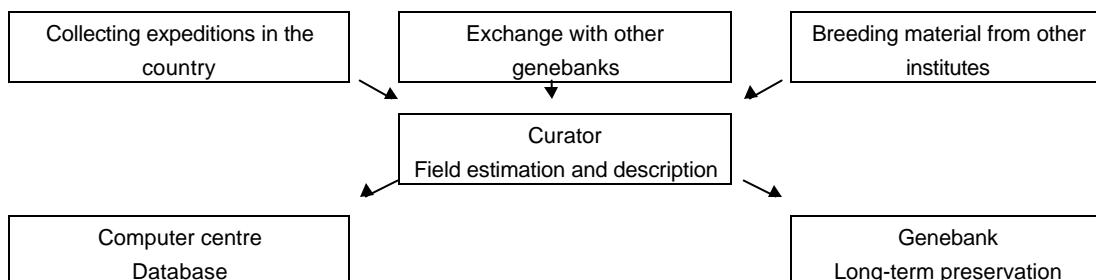 Collecting expeditions in the
country
Exchange with other
genebanks
Breeding material from other
institutes
Curator
Field estimation and description
Computer centre
Database
Genebank
Long-term preservation